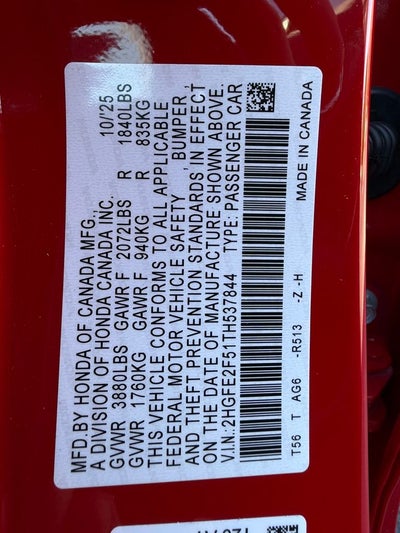 MFD. BY HONDA OF CANADA MFG.,
A DIVISION OF HONDA CANADA INC. 10/'25
GVWR 3880LBS GAWR F 2072LBS R 1840LBS
GVWR 1760KG GAWR F 940KG R 835KG
THIS VEHICLE CONFORMS TO ALL APPLICABLE
FEDERAL MOTOR VEHICLE SAFETY, BUMPER,
AND THEFT PREVENTION STANDARDS IN EFFECT
ON THE DATE OF MANUFACTURE SHOWN ABOVE.
V.I.N.: 2HGFE2F51TH537844 TYPE: PASSENGER CAR
T56 T AG6 -R513 -Z -H MADE IN CANADA